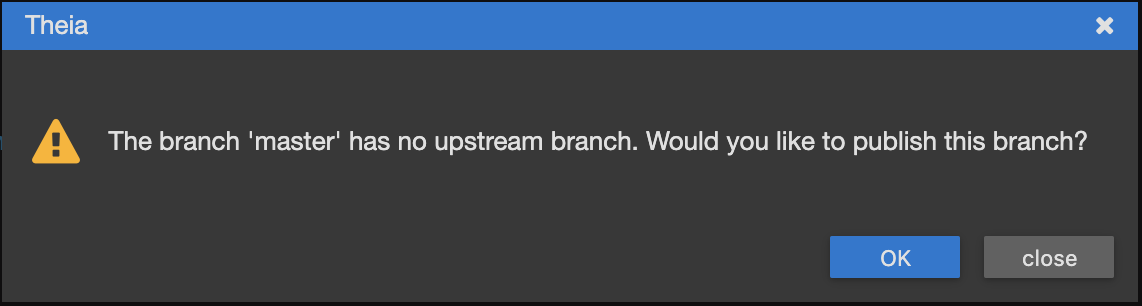 Theia
The branch 'master' has no upstream branch. Would you like to publish this branch?
OK
close